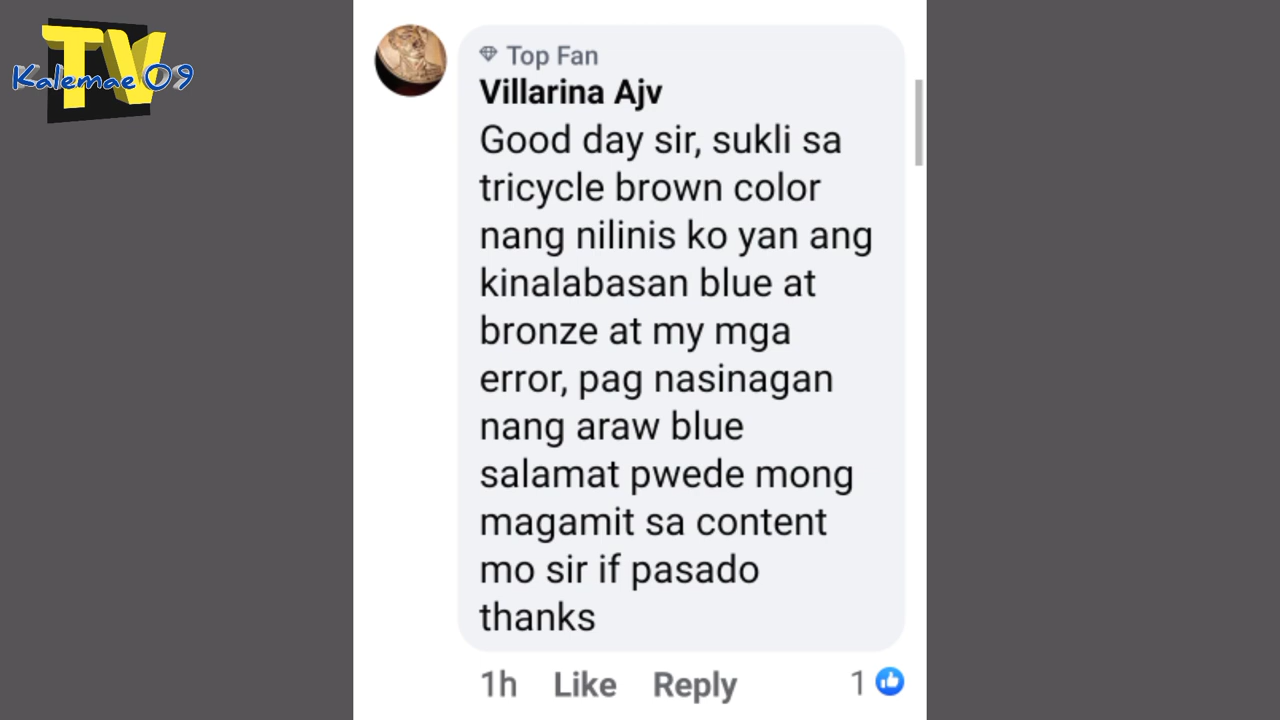 TV
Kalemae 09
Top Fan
Villarina Ajv
Good day sir, sukli sa
tricycle brown color
nang nilinis ko yan ang
kinalabasan blue at
bronze at my mga
error, pag nasinagan
nang araw blue
salamat pwede mong
magamit sa content
mo sir if pasado
thanks
1h Like Reply 1